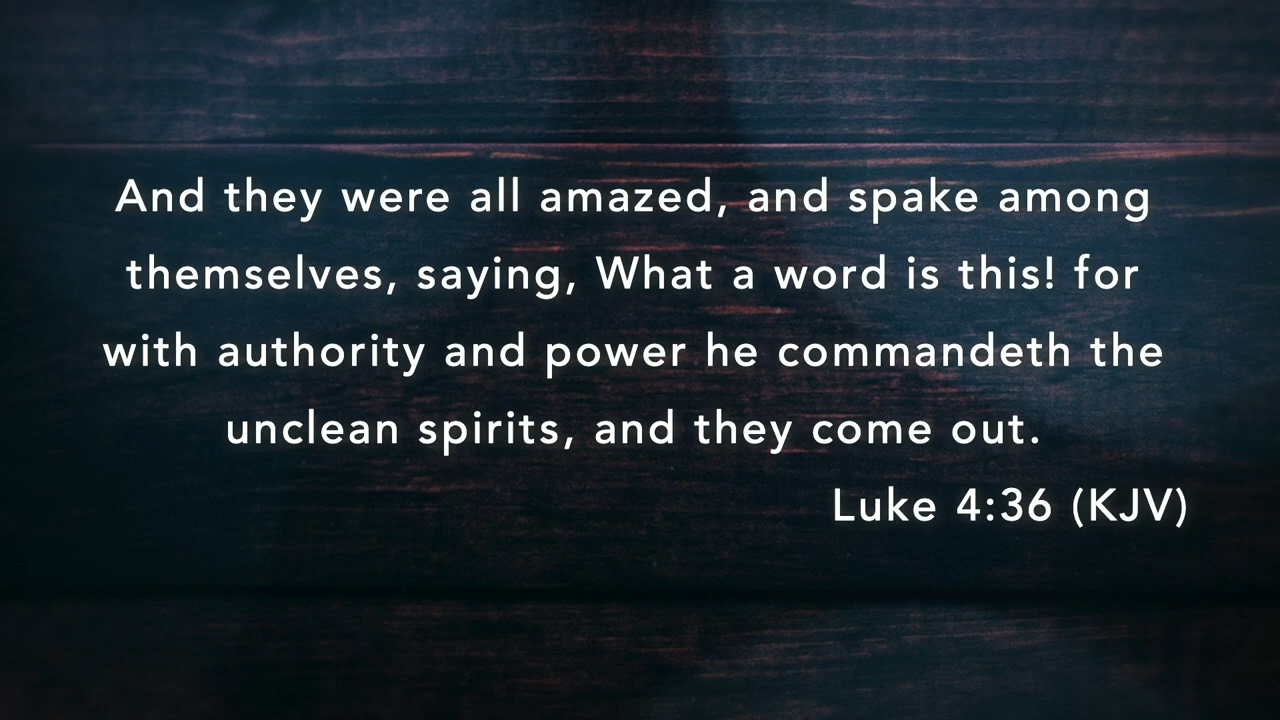 And they were all amazed, and spake among
themselves, saying, What a word is this! for
with authority and power he commandeth the
unclean spirits, and they come out.
Luke 4:36 (KJV)